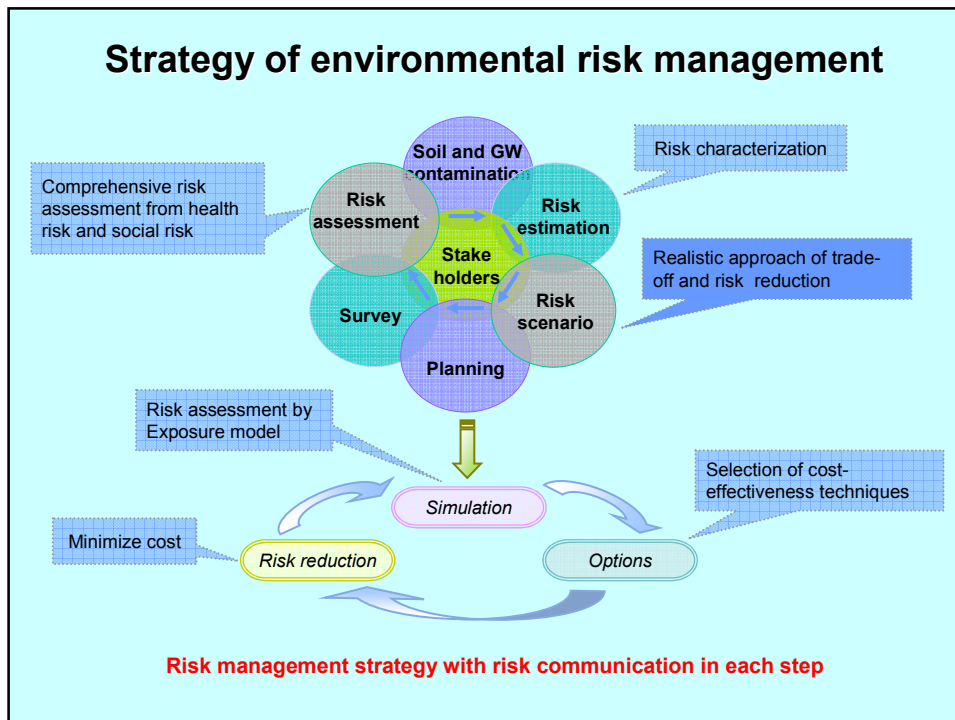 Strategy of environmental risk management
Soil and GW
contamination
Risk characterization
Comprehensive risk
assessment from health
risk and social risk
Risk
assessment
Risk
estimation
Stake
holders
Realistic approach of trade-
off and risk reduction
Survey
Risk
scenario
Planning
Risk assessment by
Exposure model
Selection of cost-
effectiveness techniques
Simulation
Minimize cost
Risk reduction
Options
Risk management strategy with risk communication in each step